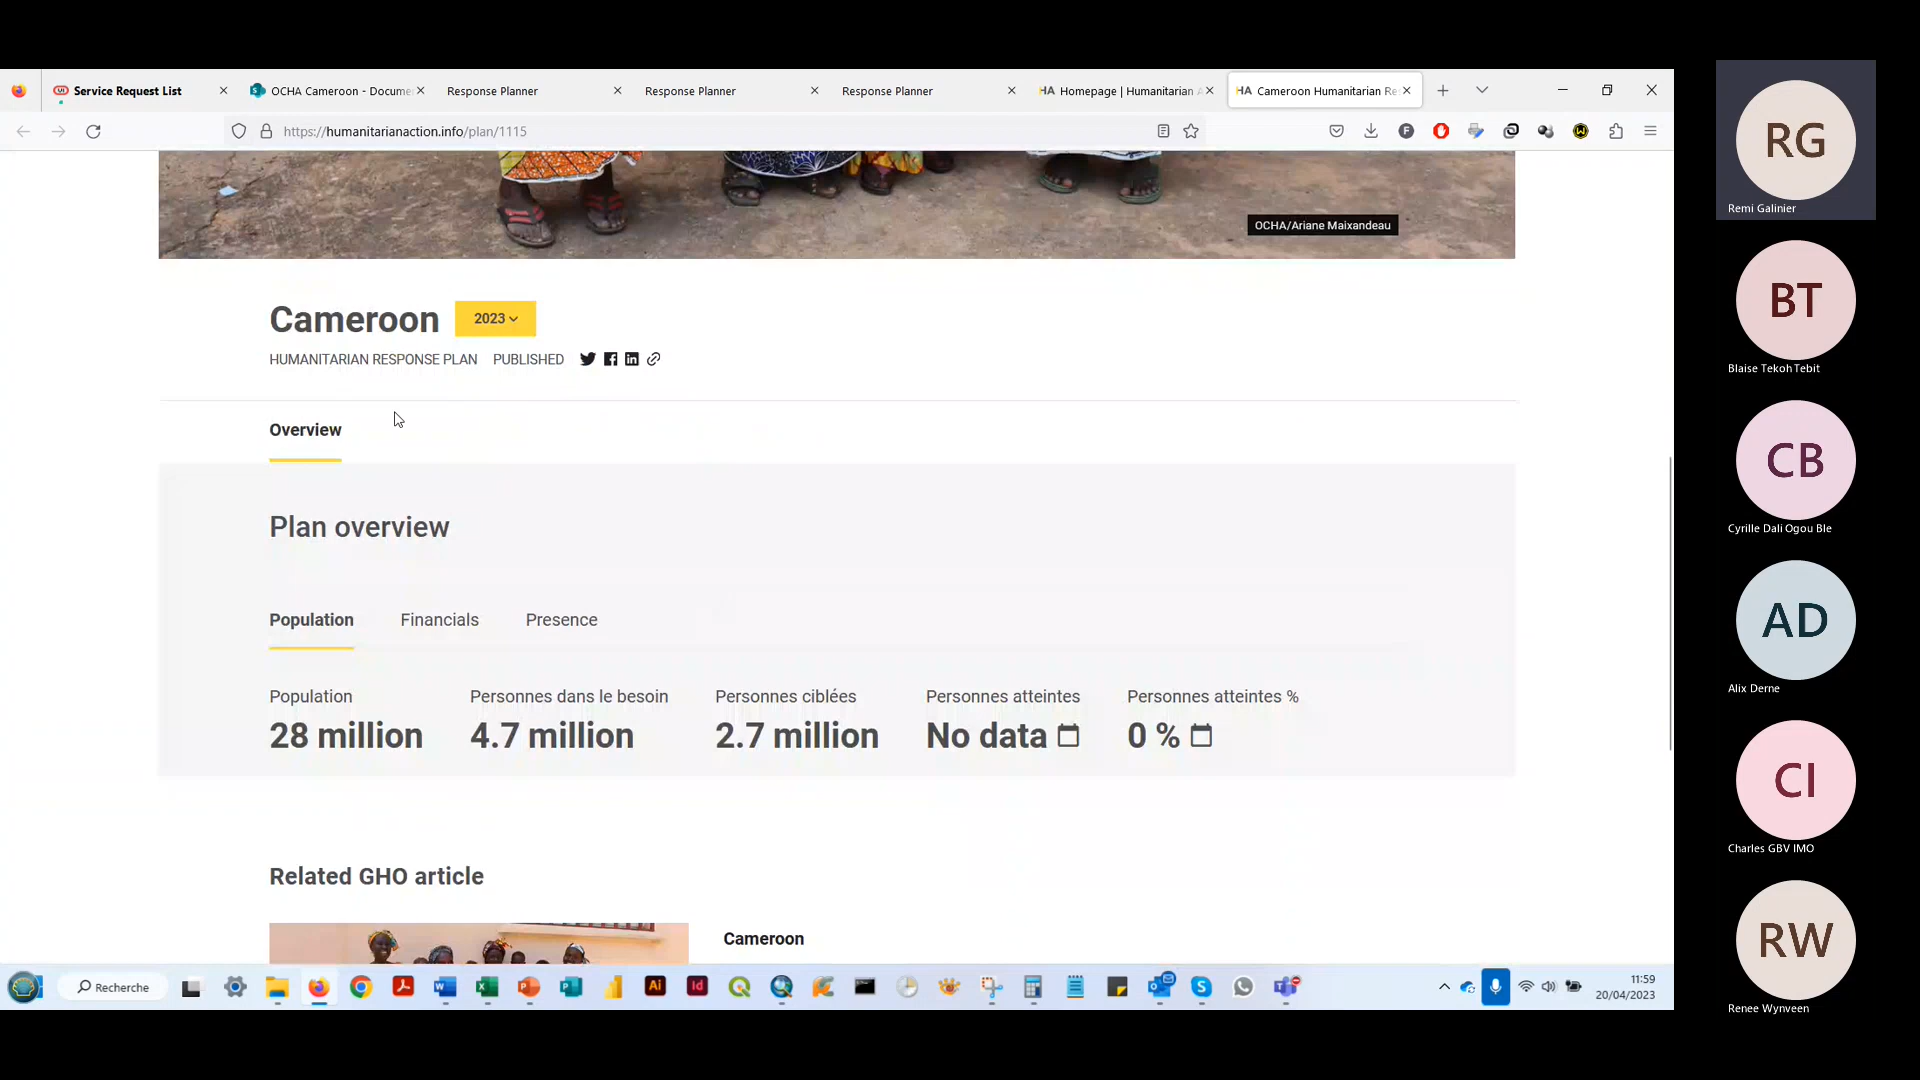 Service Request List
OCHA Cameroon - Docume
Response Planner
Response Planner
Response Planner
HA Homepage | Humanitarian A
HA Cameroon Humanitarian Re
https://humanitarianaction.info/plan/1115
OCHA/Ariane Maixandeau
Cameroon
2023
HUMANITARIAN RESPONSE PLAN PUBLISHED
Overview
Plan overview
Population Financials Presence
Population
28 million
Personnes dans le besoin
4.7 million
Personnes ciblées
2.7 million
Personnes atteintes
No data
Personnes atteintes %
0 %
Related GHO article
Cameroon
Recherche
11:59
20/04/2023
RG
Remi Galinier
BT
Blaise Tekoh Tebit
CB
Cyrille Dali Ogou Ble
AD
Alix Derne
CI
Charles GBV IMO
RW
Renee Wynveen